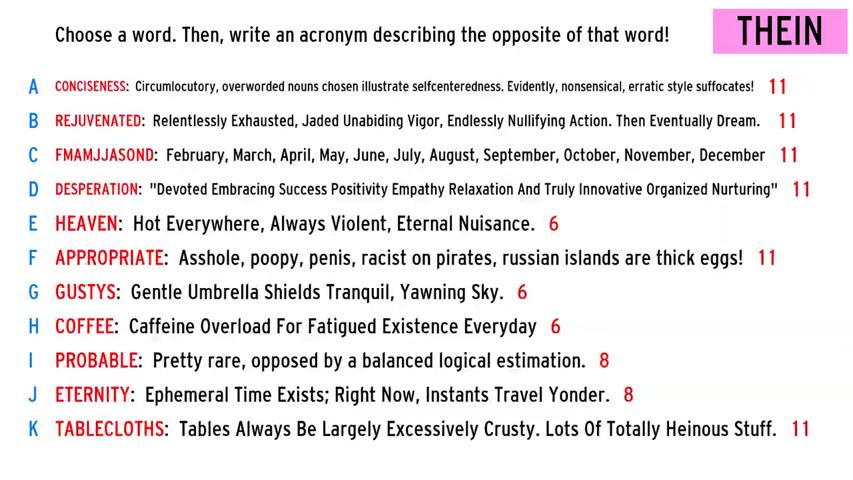 Choose a word. Then, write an acronym describing the opposite of that word!
THEIN
A CONCISENESS: Circumlocutory, overworded nouns chosen illustrate selfcenteredness. Evidently, nonsensical, erratic style suffocates! 11
B REJUVENATED: Relentlessly Exhausted, Jaded Unabiding Vigor, Endlessly Nullifying Action. Then Eventually Dream. 11
C FMAMJJASOND: February, March, April, May, June, July, August, September, October, November, December 11
D DESPERATION: "Devoted Embracing Success Positivity Empathy Relaxation And Truly Innovative Organized Nurturing" 11
E HEAVEN: Hot Everywhere, Always Violent, Eternal Nuisance. 6
F APPROPRIATE: Asshole, poopy, penis, racist on pirates, russian islands are thick eggs! 11
G GUSTYS: Gentle Umbrella Shields Tranquil, Yawning Sky. 6
H COFFEE: Caffeine Overload For Fatigued Existence Everyday 6
I PROBABLE: Pretty rare, opposed by a balanced logical estimation. 8
J ETERNITY: Ephemeral Time Exists; Right Now, Instants Travel Yonder. 8
K TABLECLOTHS: Tables Always Be Largely Excessively Crusty. Lots Of Totally Heinous Stuff. 11